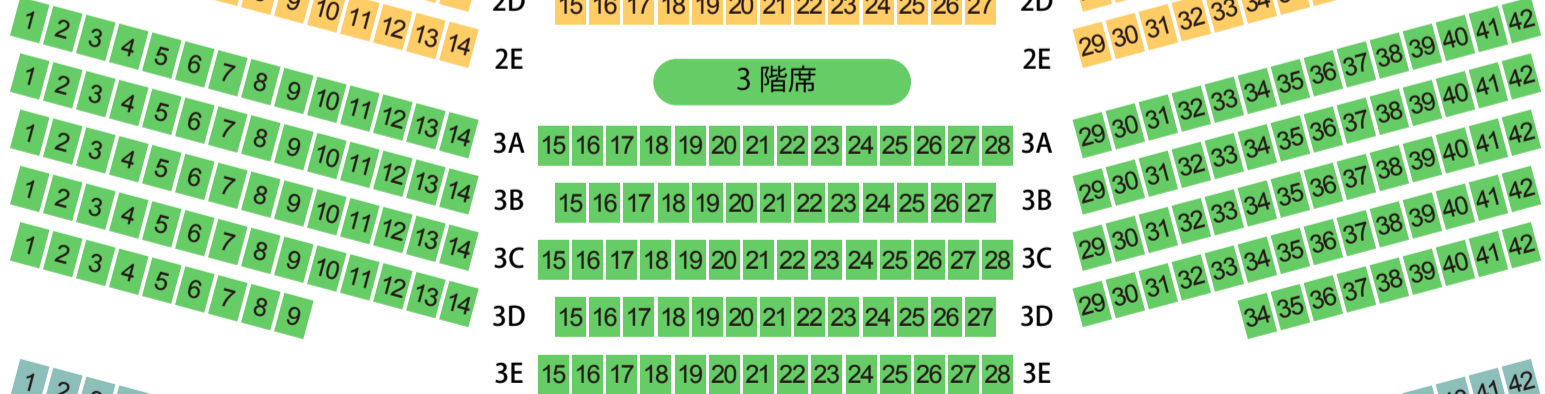 2D 15 16 17 18 19 20 21 22 23 24 25 26 27 2D
9 10 11 12 13 14 2E 2E 29 30 31 32 33 34
3階席
1 2 3 4 5 6 7 8 9 10 11 12 13 14 3A 15 16 17 18 19 20 21 22 23 24 25 26 27 28 3A 29 30 31 32 33 34 35 36 37 38 39 40 41 42
1 2 3 4 5 6 7 8 9 10 11 12 13 14 3B 15 16 17 18 19 20 21 22 23 24 25 26 27 3B 29 30 31 32 33 34 35 36 37 38 39 40 41 42
1 2 3 4 5 6 7 8 9 10 11 12 13 14 3C 15 16 17 18 19 20 21 22 23 24 25 26 27 28 3C 29 30 31 32 33 34 35 36 37 38 39 40 41 42
1 2 3 4 5 6 7 8 9 10 11 12 13 14 3D 15 16 17 18 19 20 21 22 23 24 25 26 27 3D 29 30 31 32 33 34 35 36 37 38 39 40 41 42
1 2 3 4 5 6 7 8 9 3E 15 16 17 18 19 20 21 22 23 24 25 26 27 28 3E 34 35 36 37 38 39 40 41 42
1 2 41 42